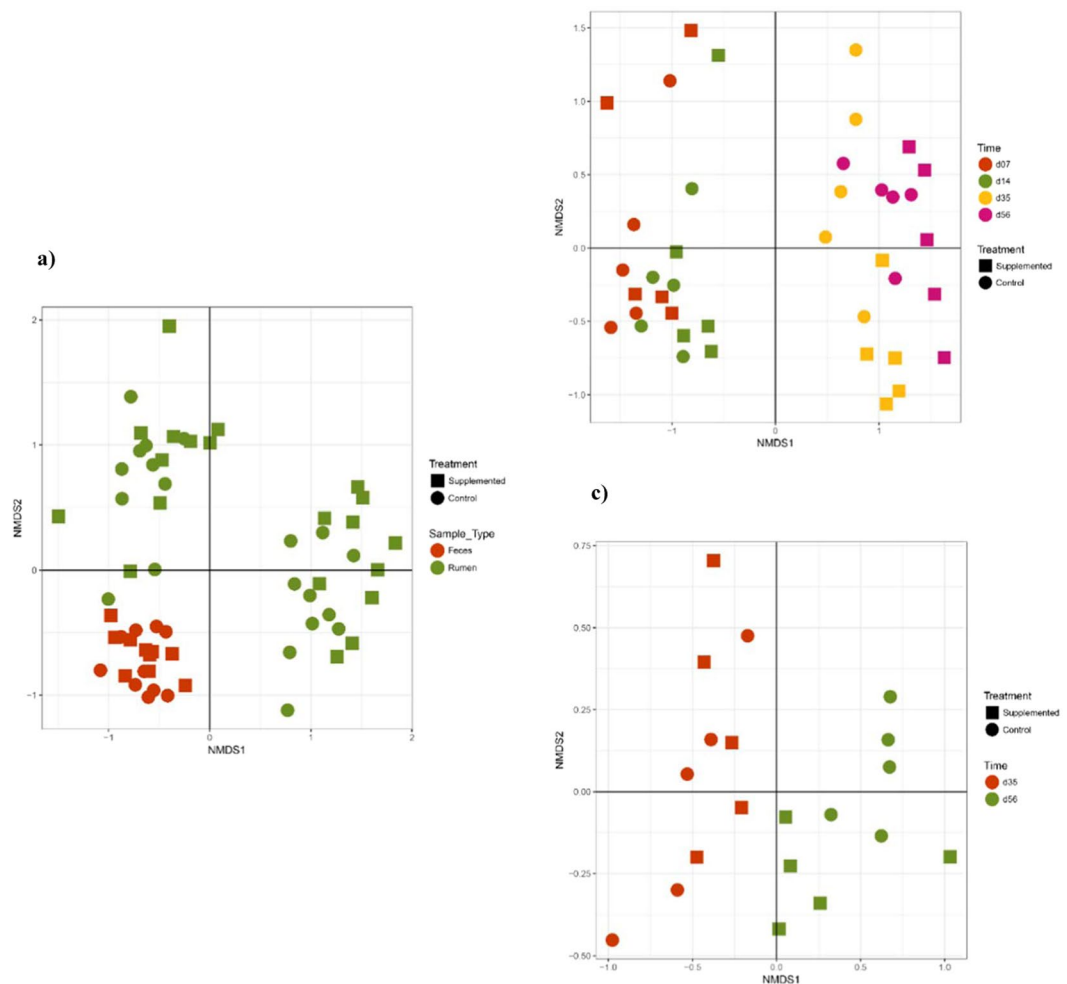 a)
2
1
0
−1
NMDS2
−1
0
1
2
NMDS1
Treatment
Supplemented
Control
Sample_Type
Feces
Rumen
1.5
1.0
0.5
0.0
−0.5
−1.0
NMDS2
−1
0
1
NMDS1
Time
d07
d14
d35
d56
Treatment
Supplemented
Control
c)
0.75
0.50
0.25
0.00
−0.25
−0.50
NMDS2
−1.0
−0.5
0.0
0.5
1.0
NMDS1
Treatment
Supplemented
Control
Time
d35
d56